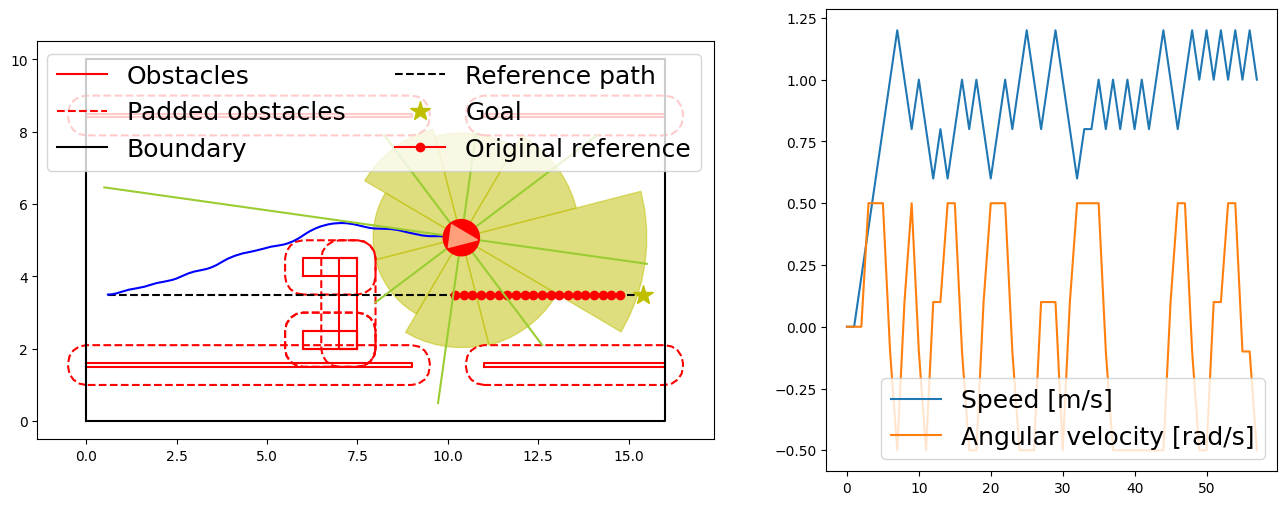 Obstacles
Padded obstacles
Boundary
Reference path
Goal
Original reference
10
8
6
4
2
0
0.0 2.5 5.0 7.5 10.0 12.5 15.0
1.25
1.00
0.75
0.50
0.25
0.00
−0.25
−0.50
Speed [m/s]
Angular velocity [rad/s]
0 10 20 30 40 50